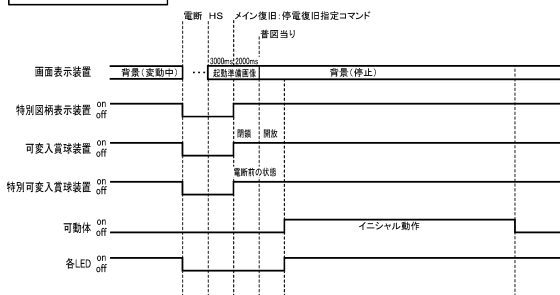 電断 HS メイン復旧:停電復旧指定コマンド
普図当り
3000ms 2000ms
画面表示装置 背景(変動中) ・・・ 起動準備画像 背景(停止)
特別図柄表示装置 on
off
閉鎖 開放
可変入賞球装置 on
off
電断前の状態
特別可変入賞球装置 on
off
可動体 on
off
イニシャル動作
各LED on
off